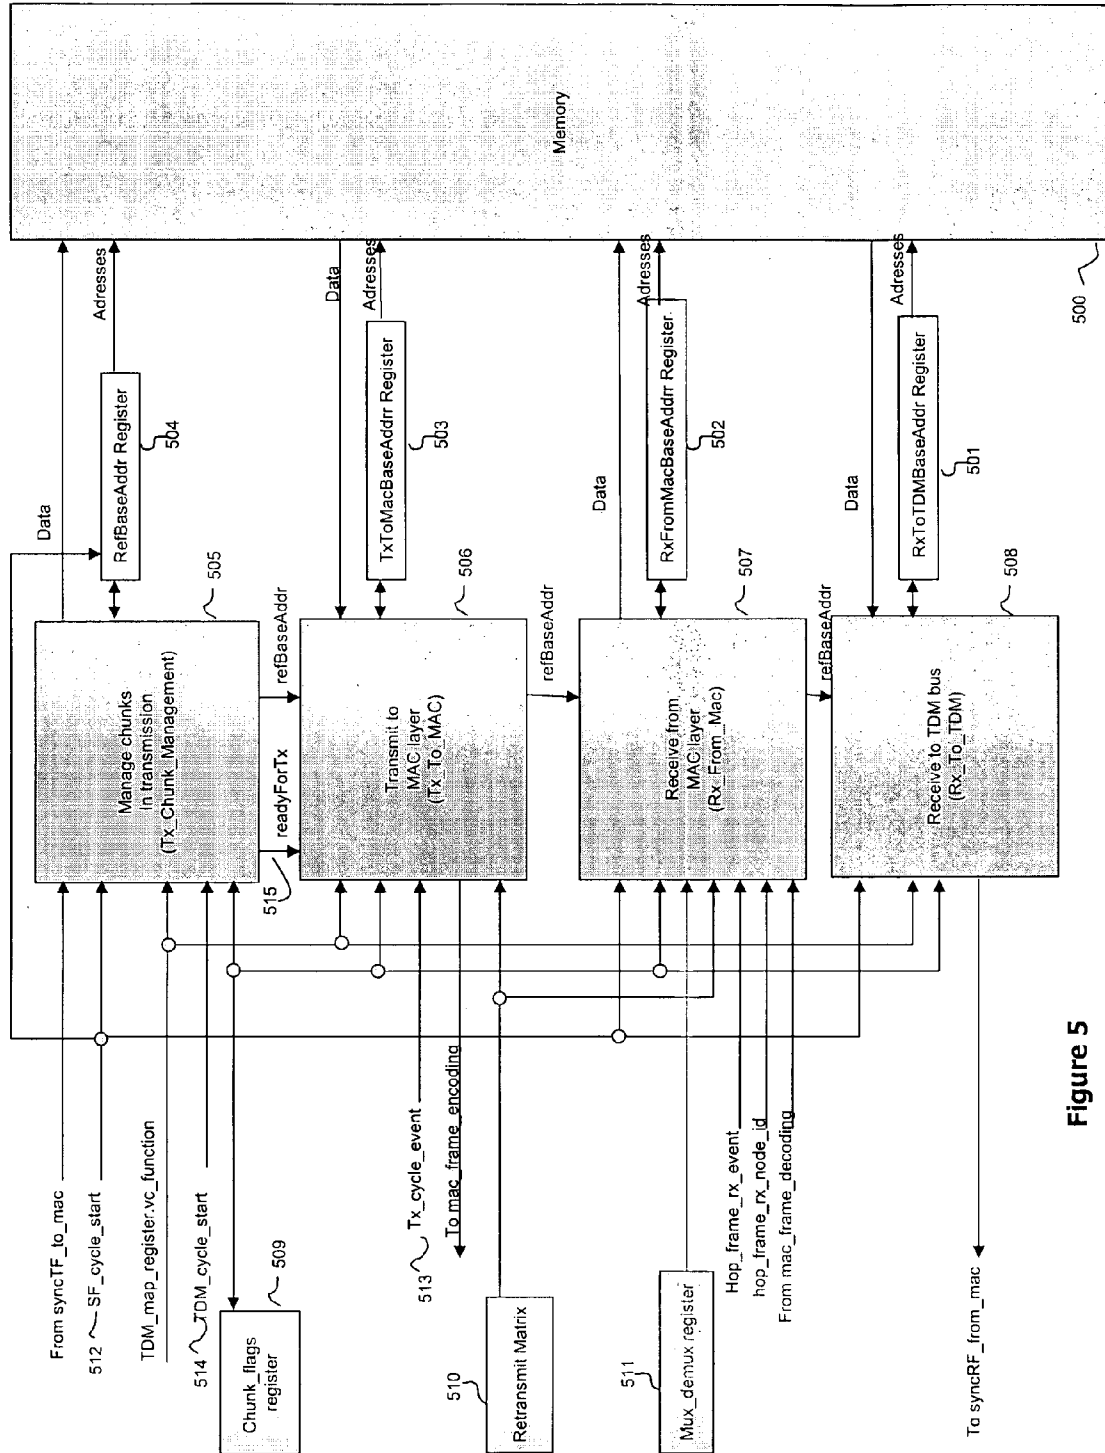 Memory
500
Data
Adresses
RefBaseAddr Register
504
Data
Adresses
TxToMacBaseAddrr Register
503
Data
Adresses
RxFromMacBaseAddrr Register
502
Data
Adresses
RxToTDMBaseAddr Register
501
Manage chunks
In transmission
(Tx_Chunk_Management)
505
readyForTx
515
refBaseAddr
Transmit to
MAC layer
(Tx_To_MAC)
506
refBaseAddr
Receive from
MAC layer
(Rx_From_Mac)
507
refBaseAddr
Receive to TDM bus
(Rx_To_TDM)
508
From syncTF_to_mac
512
SF_cycle_start
TDM_map_register.vc_function
514
TDM_cycle_start
Chunk_flags
register
509
513
Tx_cycle_event
To mac_frame_encoding
Retransmit Matrix
510
Mux_demux register
511
Hop_frame_rx_event
hop_frame_rx_node_id
From mac_frame_decoding
To syncRF_from_mac
Figure 5